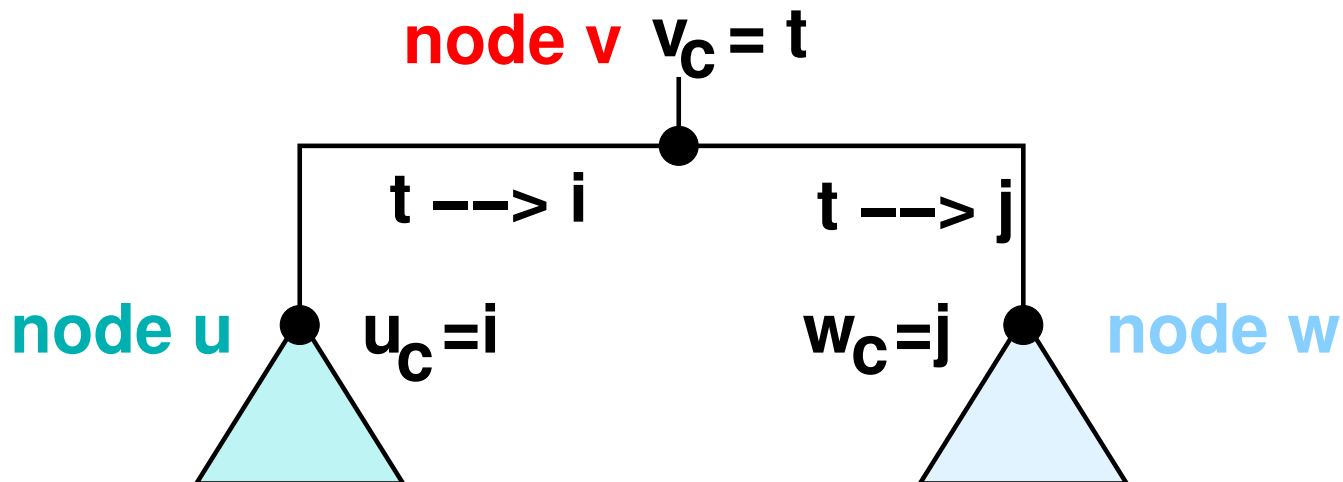 node v v_c = t
t --> i
t --> j
node u
u_c =i
w_c =j
node w